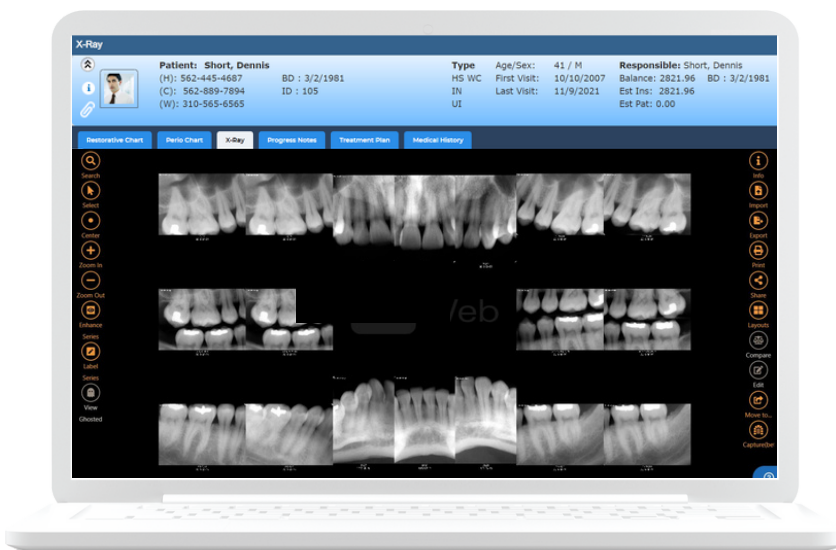 X-Ray
Patient: Short, Dennis
(H): 562-445-4687 BD : 3/2/1981
(C): 562-889-7894 ID : 105
(W): 310-565-6565
Type Age/Sex: 41 / M Responsible: Short, Dennis
HS WC First Visit: 10/10/2007 Balance: 2821.96 BD : 3/2/1981
IN Last Visit: 11/9/2021 Est Ins: 2821.96
UI Est Pat: 0.00
Restorative Chart Perio Chart X-Ray Progress Notes Treatment Plan Medical History
Search
Select
Center
Zoom In
Zoom Out
Enhance
Series
Label
Series
View
Ghosted
eb
Info
Import
Export
Print
Share
Layouts
Compare
Edit
Move to...
Capture(be